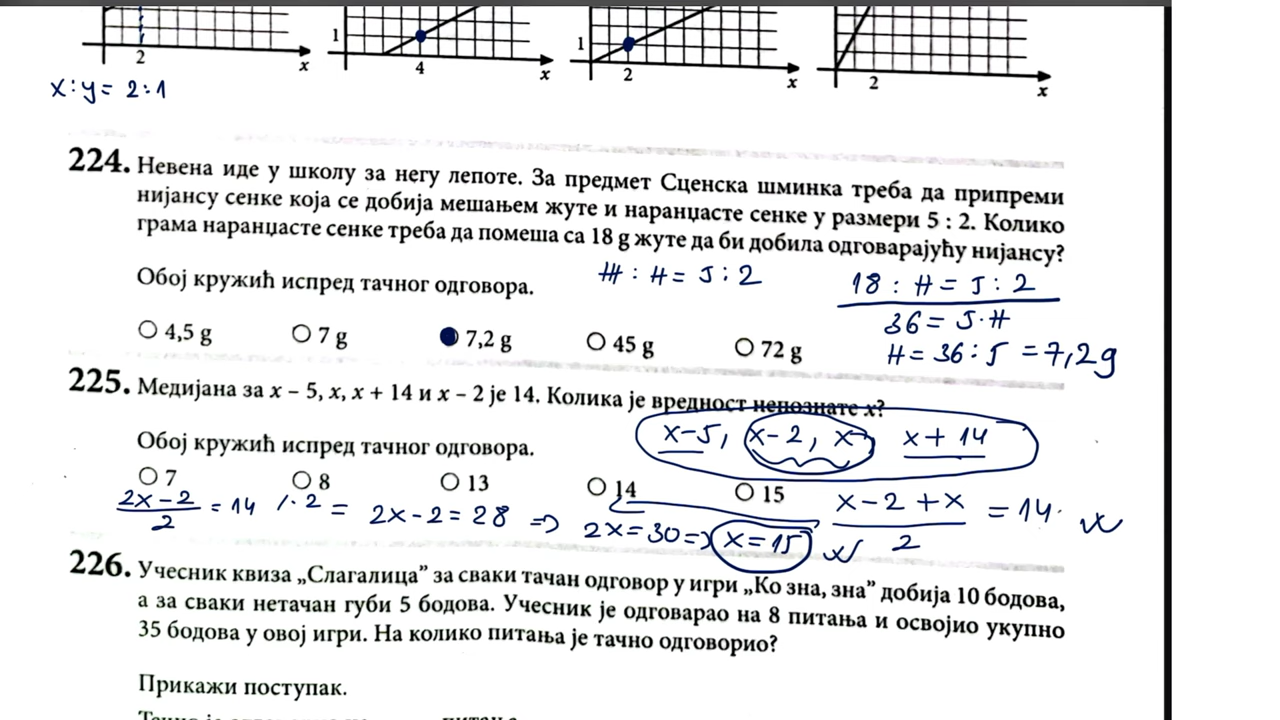 2
x
1
4
x
1
2
x
2
x
x:y = 2:1
224. Невена иде у школу за негу лепоте. За предмет Сценска шминка треба да припреми
нијансу сенке која се добија мешањем жуте и наранџасте сенке у размери 5 : 2. Колико
грама наранџасте сенке треба да помеша са 18 g жуте да би добила одговарајућу нијансу?
Обој кружић испред тачног одговора.
Ж : Н = 5 : 2
18 : Н = 5 : 2
36 = 5·Н
Н = 36 : 5 = 7,2g
4,5 g 7 g 7,2 g 45 g 72 g
225. Медијана за x – 5, x, x + 14 и x – 2 је 14. Колика је вредност непознате x?
Обој кружић испред тачног одговора.
x-5, x-2, x, x+14
7 8 13 14 15
(2x-2)/2 = 14 /·2 = 2x-2 = 28 => 2x=30 => x=15
(x-2+x)/2 = 14
226. Учесник квиза „Слагалица” за сваки тачан одговор у игри „Ко зна, зна” добија 10 бодова,
а за сваки нетачан губи 5 бодова. Учесник је одговарао на 8 питања и освојио укупно
35 бодова у овој игри. На колико питања је тачно одговорио?
Прикажи поступак.